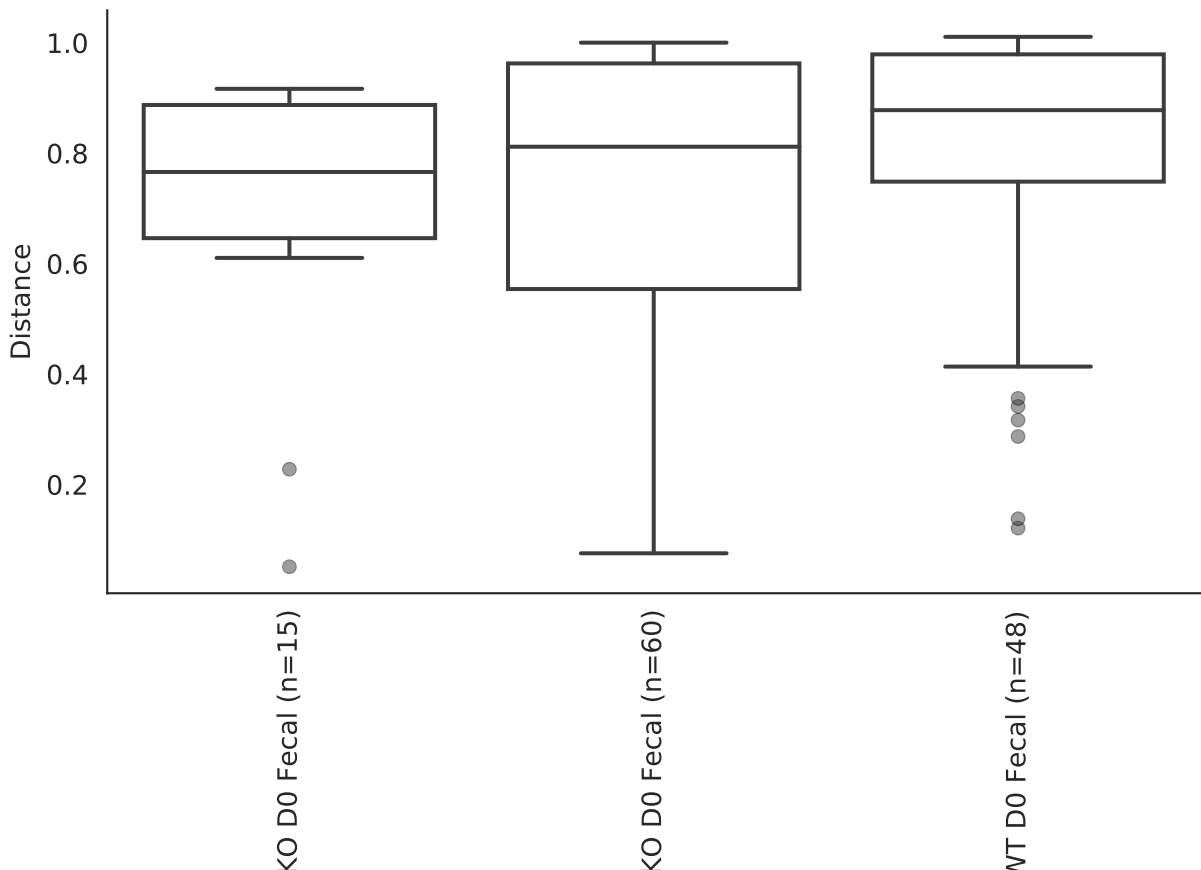 1.0
0.8
0.6
0.4
0.2
Distance
KO D0 Fecal (n=15)
KO D0 Fecal (n=60)
WT D0 Fecal (n=48)